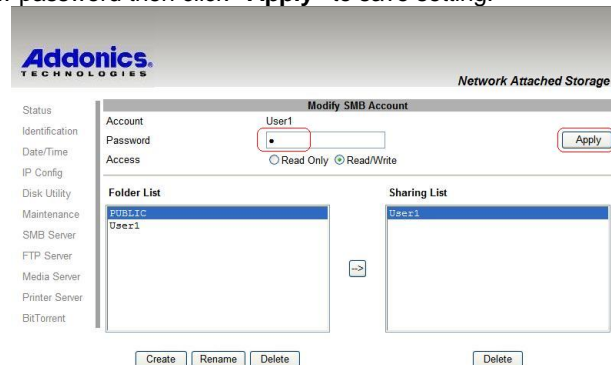 password then click "Apply" to save setting.
Addonics®
TECHNOLOGIES
Network Attached Storage
Status
Identification
Date/Time
IP Config
Disk Utility
Maintenance
SMB Server
FTP Server
Media Server
Printer Server
BitTorrent
Modify SMB Account
Account User1
Password
Apply
Access Read Only Read/Write
Folder List Sharing List
PUBLIC User1
User1
-->
Create Rename Delete Delete